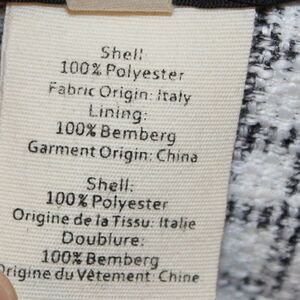 Shell:
100% Polyester
Fabric Origin: Italy
Lining:
100% Bemberg
Garment Origin: China
Shell:
100% Polyester
Origine de la Tissu: Italie
Doublure:
100% Bemberg
Origine du Vêtement: Chine